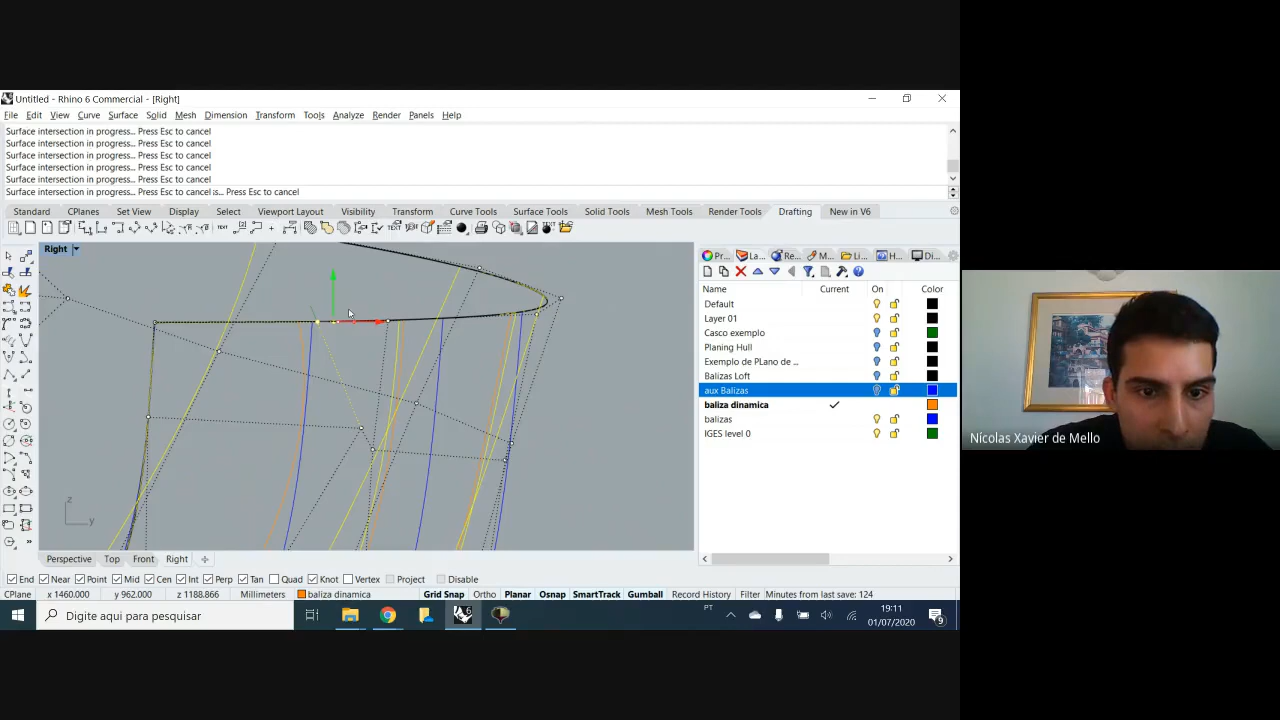 Untitled - Rhino 6 Commercial - [Right]
File Edit View Curve Surface Solid Mesh Dimension Transform Tools Analyze Render Panels Help
Surface intersection in progress... Press Esc to cancel
Surface intersection in progress... Press Esc to cancel
Surface intersection in progress... Press Esc to cancel
Surface intersection in progress... Press Esc to cancel
Surface intersection in progress... Press Esc to cancel
Surface intersection in progress... Press Esc to cancel is... Press Esc to cancel
Standard CPlanes Set View Display Select Viewport Layout Visibility Transform Curve Tools Surface Tools Solid Tools Mesh Tools Render Tools Drafting New in V6
Right
Pr... La... Re... M... Li... H... Di...
Name Current On Color
Default
Layer 01
Casco exemplo
Planing Hull
Exemplo de PLano de ...
Balizas Loft
aux Balizas
baliza dinamica
balizas
IGES level 0
Nícolas Xavier de Mello
z
y
Perspective Top Front Right
End Near Point Mid Cen Int Perp Tan Quad Knot Vertex Project Disable
CPlane x 1460.000 y 962.000 z 1188.866 Millimeters baliza dinamica Grid Snap Ortho Planar Osnap SmartTrack Gumball Record History Filter Minutes from last save: 124
Digite aqui para pesquisar
PT
19:11
01/07/2020
9